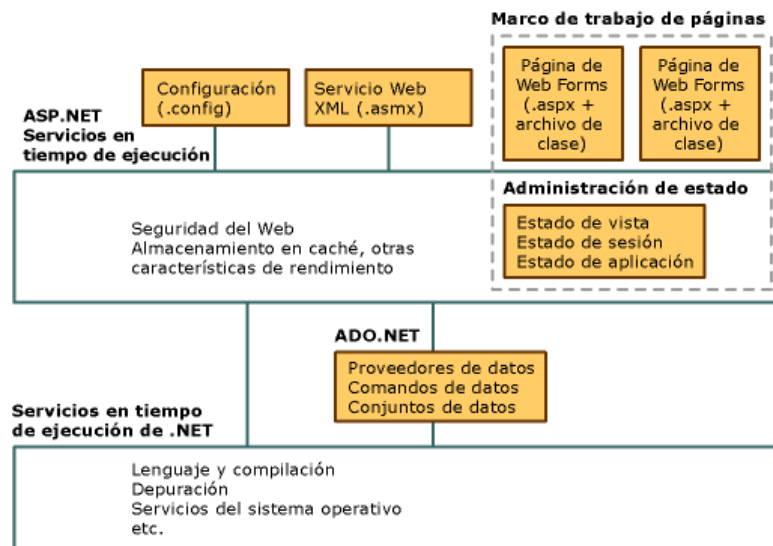 Marco de trabajo de páginas
Configuración
(.config)
Servicio Web
XML (.asmx)
Página de
Web Forms
(.aspx +
archivo de
clase)
Página de
Web Forms
(.aspx +
archivo de
clase)
ASP.NET
Servicios en
tiempo de ejecución
Administración de estado
Seguridad del Web
Almacenamiento en caché, otras
características de rendimiento
Estado de vista
Estado de sesión
Estado de aplicación
ADO.NET
Proveedores de datos
Comandos de datos
Conjuntos de datos
Servicios en tiempo
de ejecución de .NET
Lenguaje y compilación
Depuración
Servicios del sistema operativo
etc.